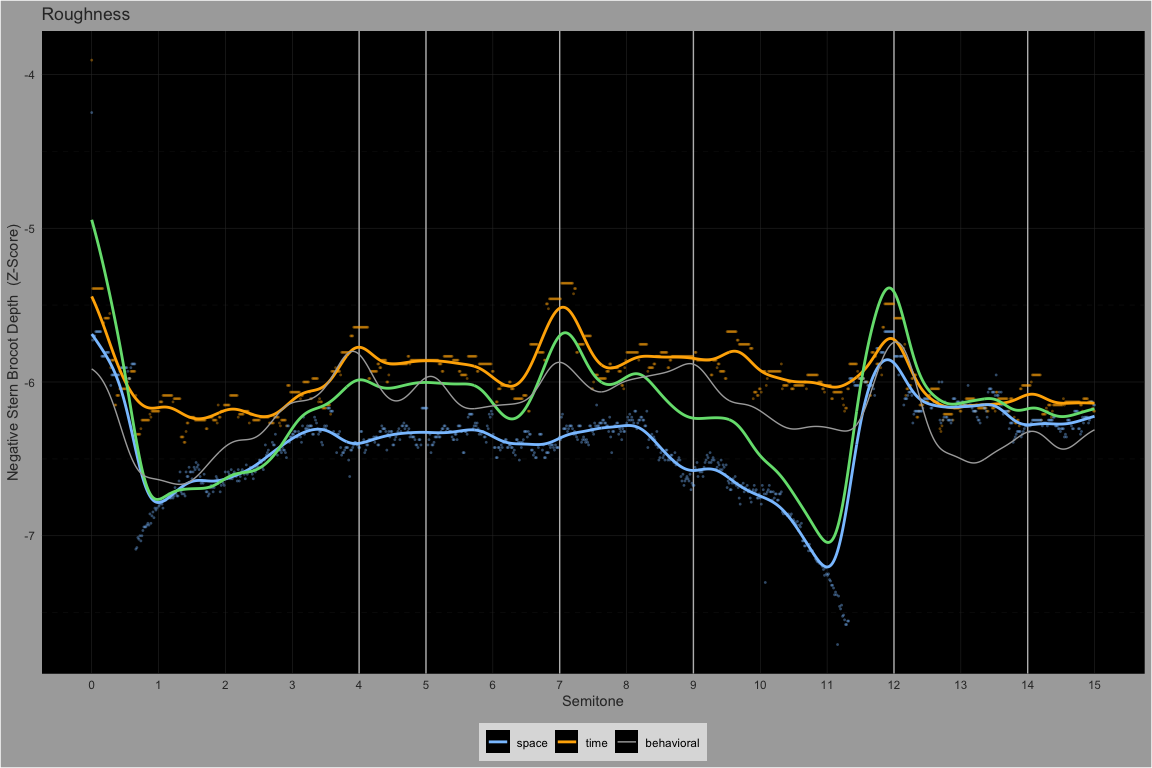 Roughness
Negative Stern Brocot Depth (Z-Score)
-4
-5
-6
-7
0 1 2 3 4 5 6 7 8 9 10 11 12 13 14 15
Semitone
space time behavioral